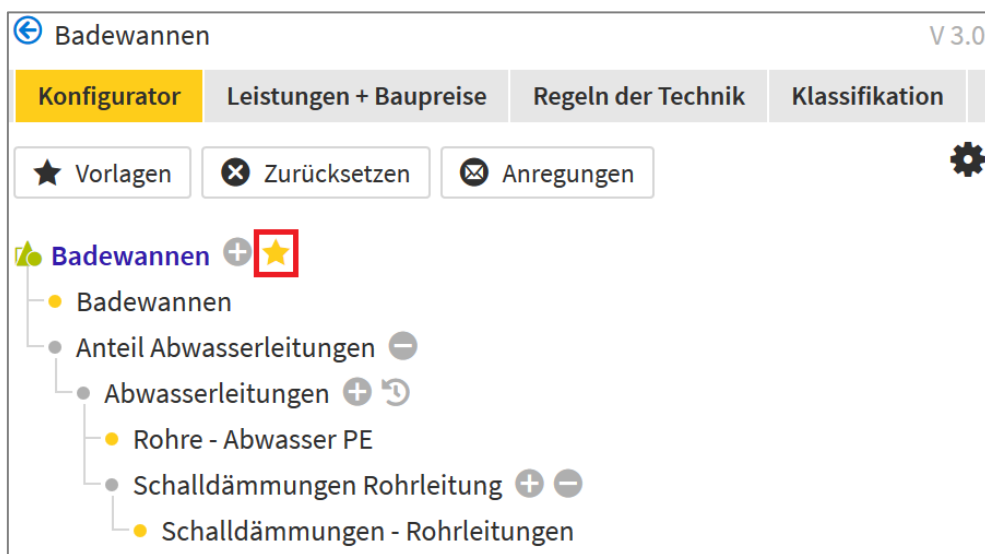 Badewannen V 3.0
Konfigurator Leistungen + Baupreise Regeln der Technik Klassifikation
Vorlagen Zurücksetzen Anregungen
Badewannen
Badewannen
Anteil Abwasserleitungen
Abwasserleitungen
Rohre - Abwasser PE
Schalldämmungen Rohrleitung
Schalldämmungen - Rohrleitungen